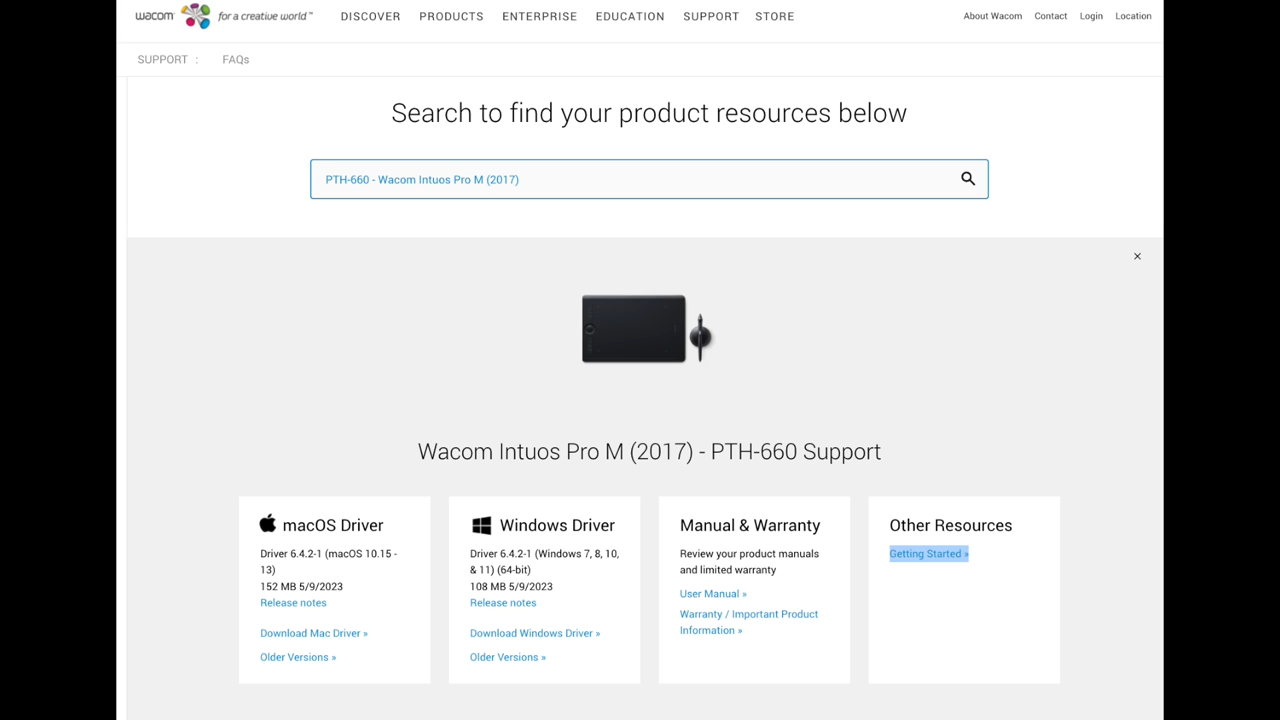 wacom for a creative world™
DISCOVER PRODUCTS ENTERPRISE EDUCATION SUPPORT STORE
About Wacom Contact Login Location
SUPPORT : FAQs
Search to find your product resources below
PTH-660 - Wacom Intuos Pro M (2017)
Wacom Intuos Pro M (2017) - PTH-660 Support
macOS Driver
Driver 6.4.2-1 (macOS 10.15 -
13)
152 MB 5/9/2023
Release notes
Download Mac Driver »
Older Versions »
Windows Driver
Driver 6.4.2-1 (Windows 7, 8, 10,
& 11) (64-bit)
108 MB 5/9/2023
Release notes
Download Windows Driver »
Older Versions »
Manual & Warranty
Review your product manuals
and limited warranty
User Manual »
Warranty / Important Product
Information »
Other Resources
Getting Started »